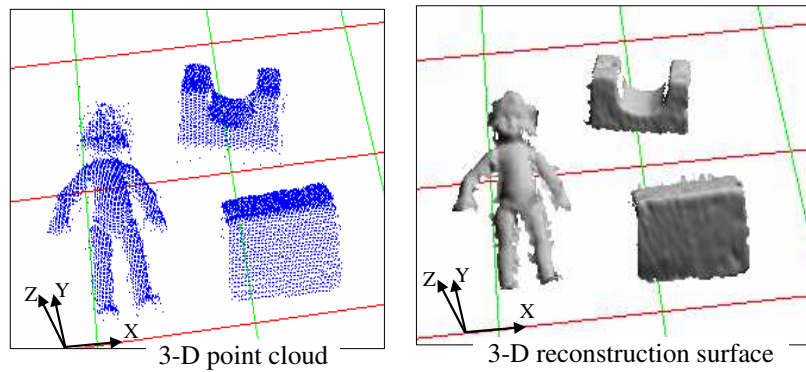 Z Y X
3-D point cloud
Z Y X
3-D reconstruction surface